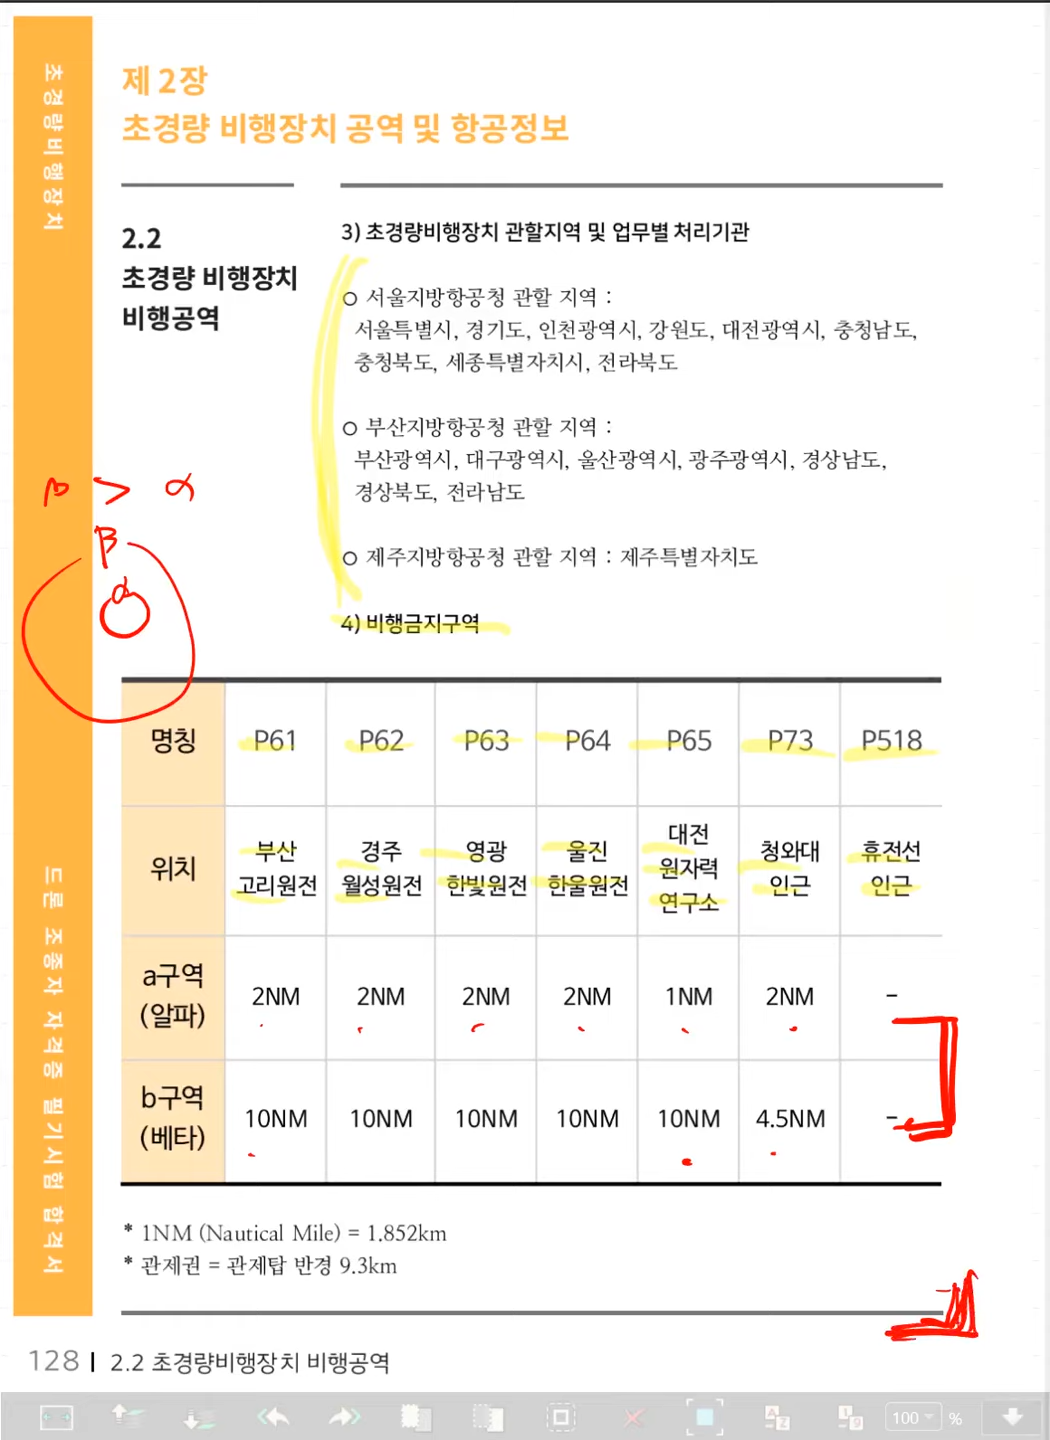 초경량비행장치
제 2장
초경량 비행장치 공역 및 항공정보
2.2
초경량 비행장치
비행공역
3) 초경량비행장치 관할지역 및 업무별 처리기관
○ 서울지방항공청 관할 지역 :
서울특별시, 경기도, 인천광역시, 강원도, 대전광역시, 충청남도,
충청북도, 세종특별자치시, 전라북도
○ 부산지방항공청 관할 지역 :
부산광역시, 대구광역시, 울산광역시, 광주광역시, 경상남도,
경상북도, 전라남도
○ 제주지방항공청 관할 지역 : 제주특별자치도
β > α
β
α
4) 비행금지구역
명칭 P61 P62 P63 P64 P65 P73 P518
위치 부산 고리원전 경주 월성원전 영광 한빛원전 울진 한울원전 대전 원자력 연구소 청와대 인근 휴전선 인근
a구역 (알파) 2NM 2NM 2NM 2NM 1NM 2NM -
b구역 (베타) 10NM 10NM 10NM 10NM 10NM 4.5NM -
드론 조종자 자격증 필기시험 합격서
* 1NM (Nautical Mile) = 1.852km
* 관제권 = 관제탑 반경 9.3km
128 | 2.2 초경량비행장치 비행공역
100 %